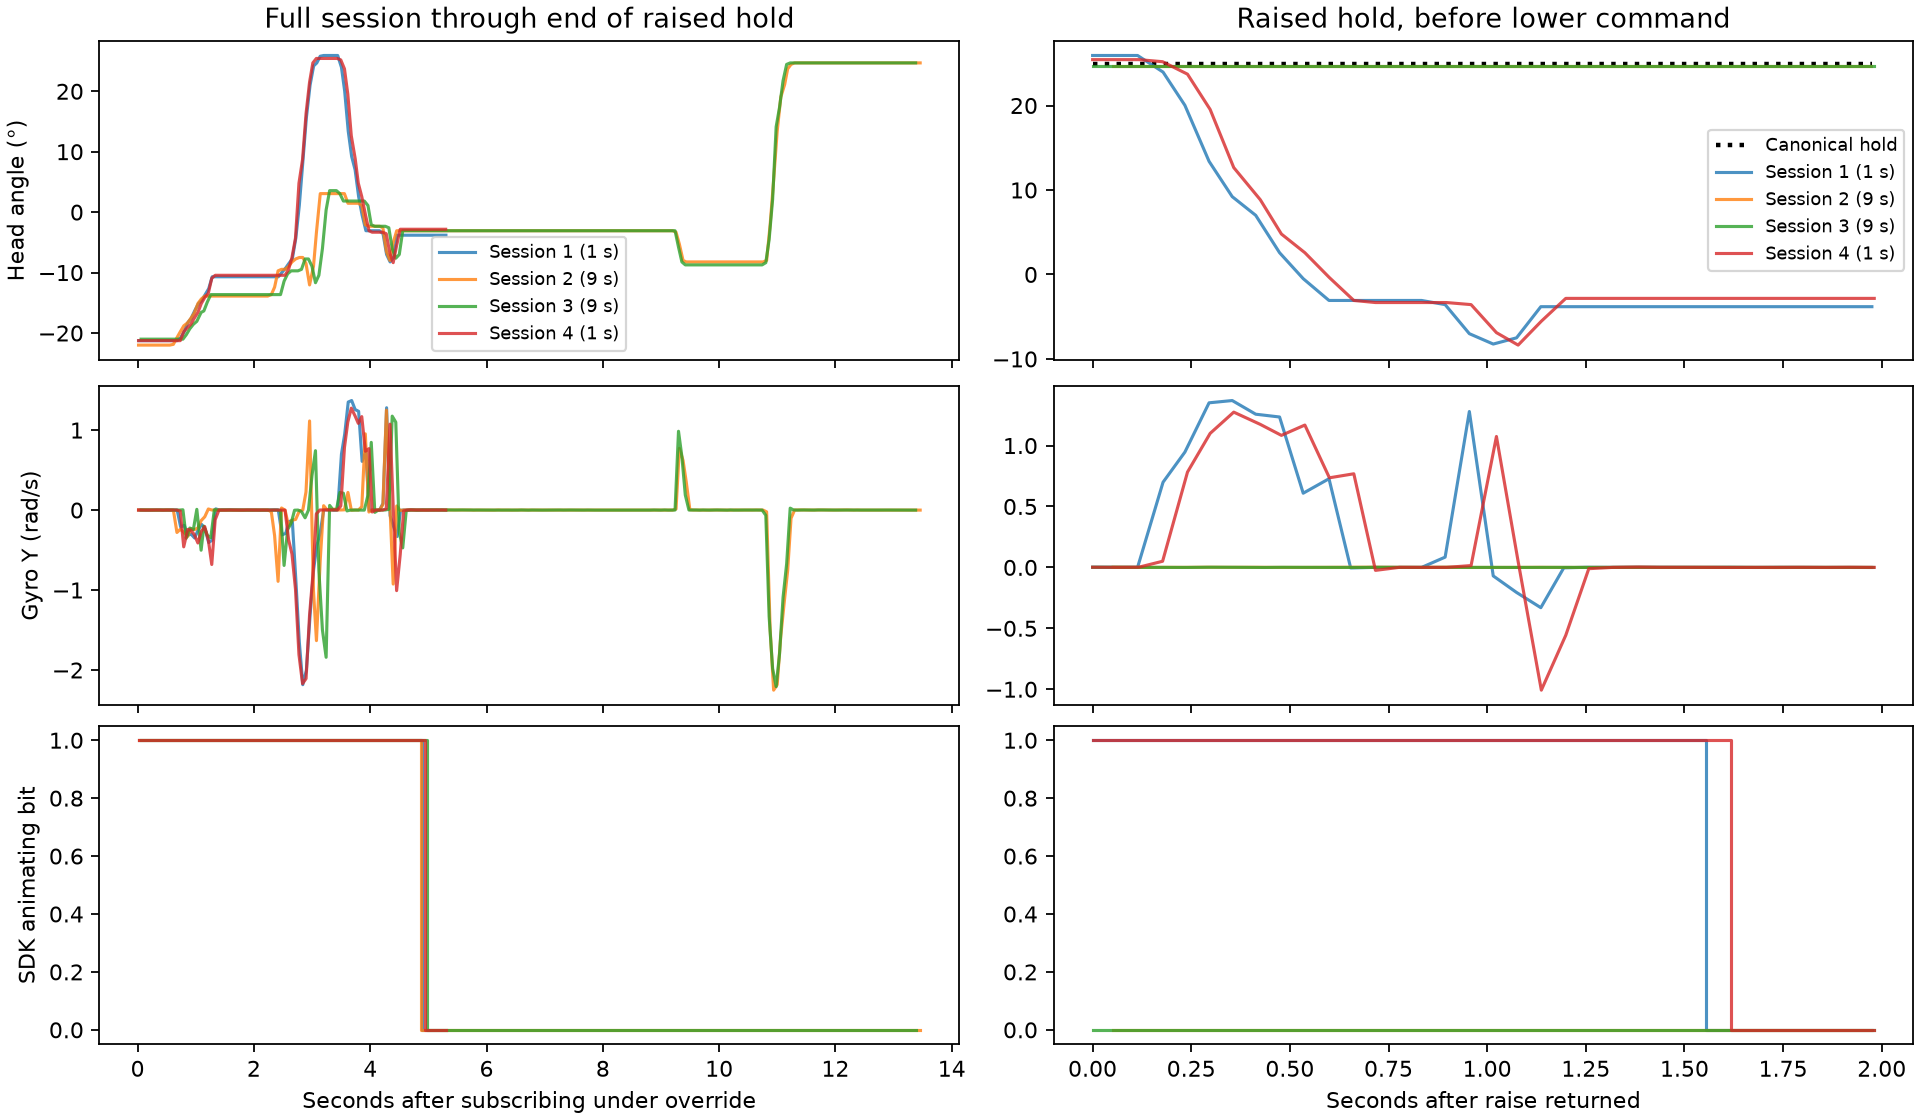 Full session through end of raised hold
Raised hold, before lower command
Head angle (°)
20
10
0
−10
−20
Session 1 (1 s)
Session 2 (9 s)
Session 3 (9 s)
Session 4 (1 s)
20
10
0
−10
Canonical hold
Session 1 (1 s)
Session 2 (9 s)
Session 3 (9 s)
Session 4 (1 s)
Gyro Y (rad/s)
1
0
−1
−2
1.0
0.5
0.0
−0.5
−1.0
SDK animating bit
1.0
0.8
0.6
0.4
0.2
0.0
0 2 4 6 8 10 12 14
Seconds after subscribing under override
1.0
0.8
0.6
0.4
0.2
0.0
0.00 0.25 0.50 0.75 1.00 1.25 1.50 1.75 2.00
Seconds after raise returned